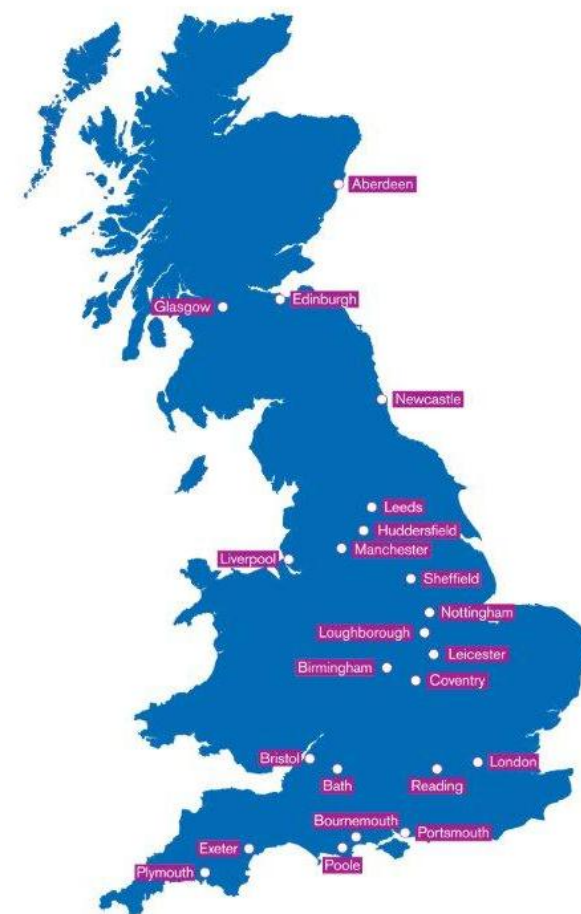 Aberdeen
Edinburgh
Glasgow
Newcastle
Leeds
Huddersfield
Manchester
Liverpool
Sheffield
Nottingham
Loughborough
Leicester
Birmingham
Coventry
Bristol
London
Bath
Reading
Bournemouth
Portsmouth
Exeter
Poole
Plymouth